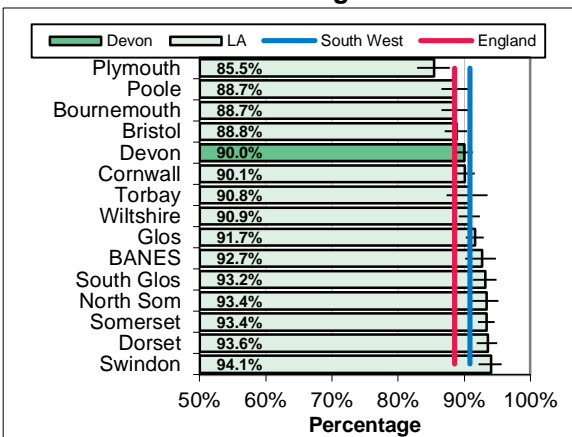 Devon LA South West England
Plymouth 85.5%
Poole 88.7%
Bournemouth 88.7%
Bristol 88.8%
Devon 90.0%
Cornwall 90.1%
Torbay 90.8%
Wiltshire 90.9%
Glos 91.7%
BANES 92.7%
South Glos 93.2%
North Som 93.4%
Somerset 93.4%
Dorset 93.6%
Swindon 94.1%
50% 60% 70% 80% 90% 100%
Percentage